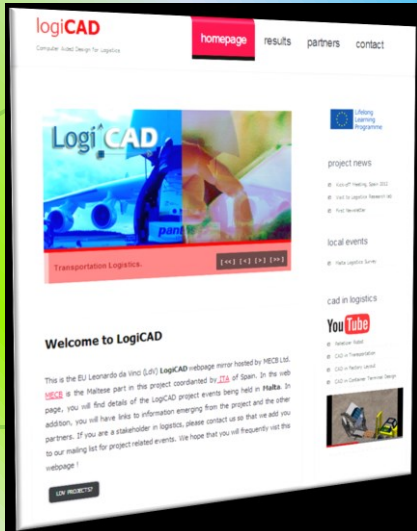 logiCAD
Computer Aided Design for Logistics
homepage results partners contact
Logi CAD
Transportation Logistics.
[<<] [<] [>] [>>]
Welcome to LogiCAD
This is the EU Leonardo da Vinci (LdV) LogiCAD webpage mirror hosted by MECB Ltd.
MECB is the Maltese part in this project coordianted by ITA of Spain. In this web
page, you will find details of the LogiCAD project events being held in Malta. In
addition, you will have links to information emerging from the project and the other
partners. If you are a stakeholder in logistics, please contact us so that we add you
to our mailing list for project related events. We hope that you will frequently visit this
webpage !
LDV PROJECTS?
Lifelong
Learning
Programme
project news
Kick-off Meeting, Spain 2010
Visit to Logistics Research lab
First Newsletter
local events
Malta Logistics Survey
cad in logistics
YouTube
Palletizer Robot
CAD in Transportation
CAD in Factory Layout
CAD in Container Terminal Design